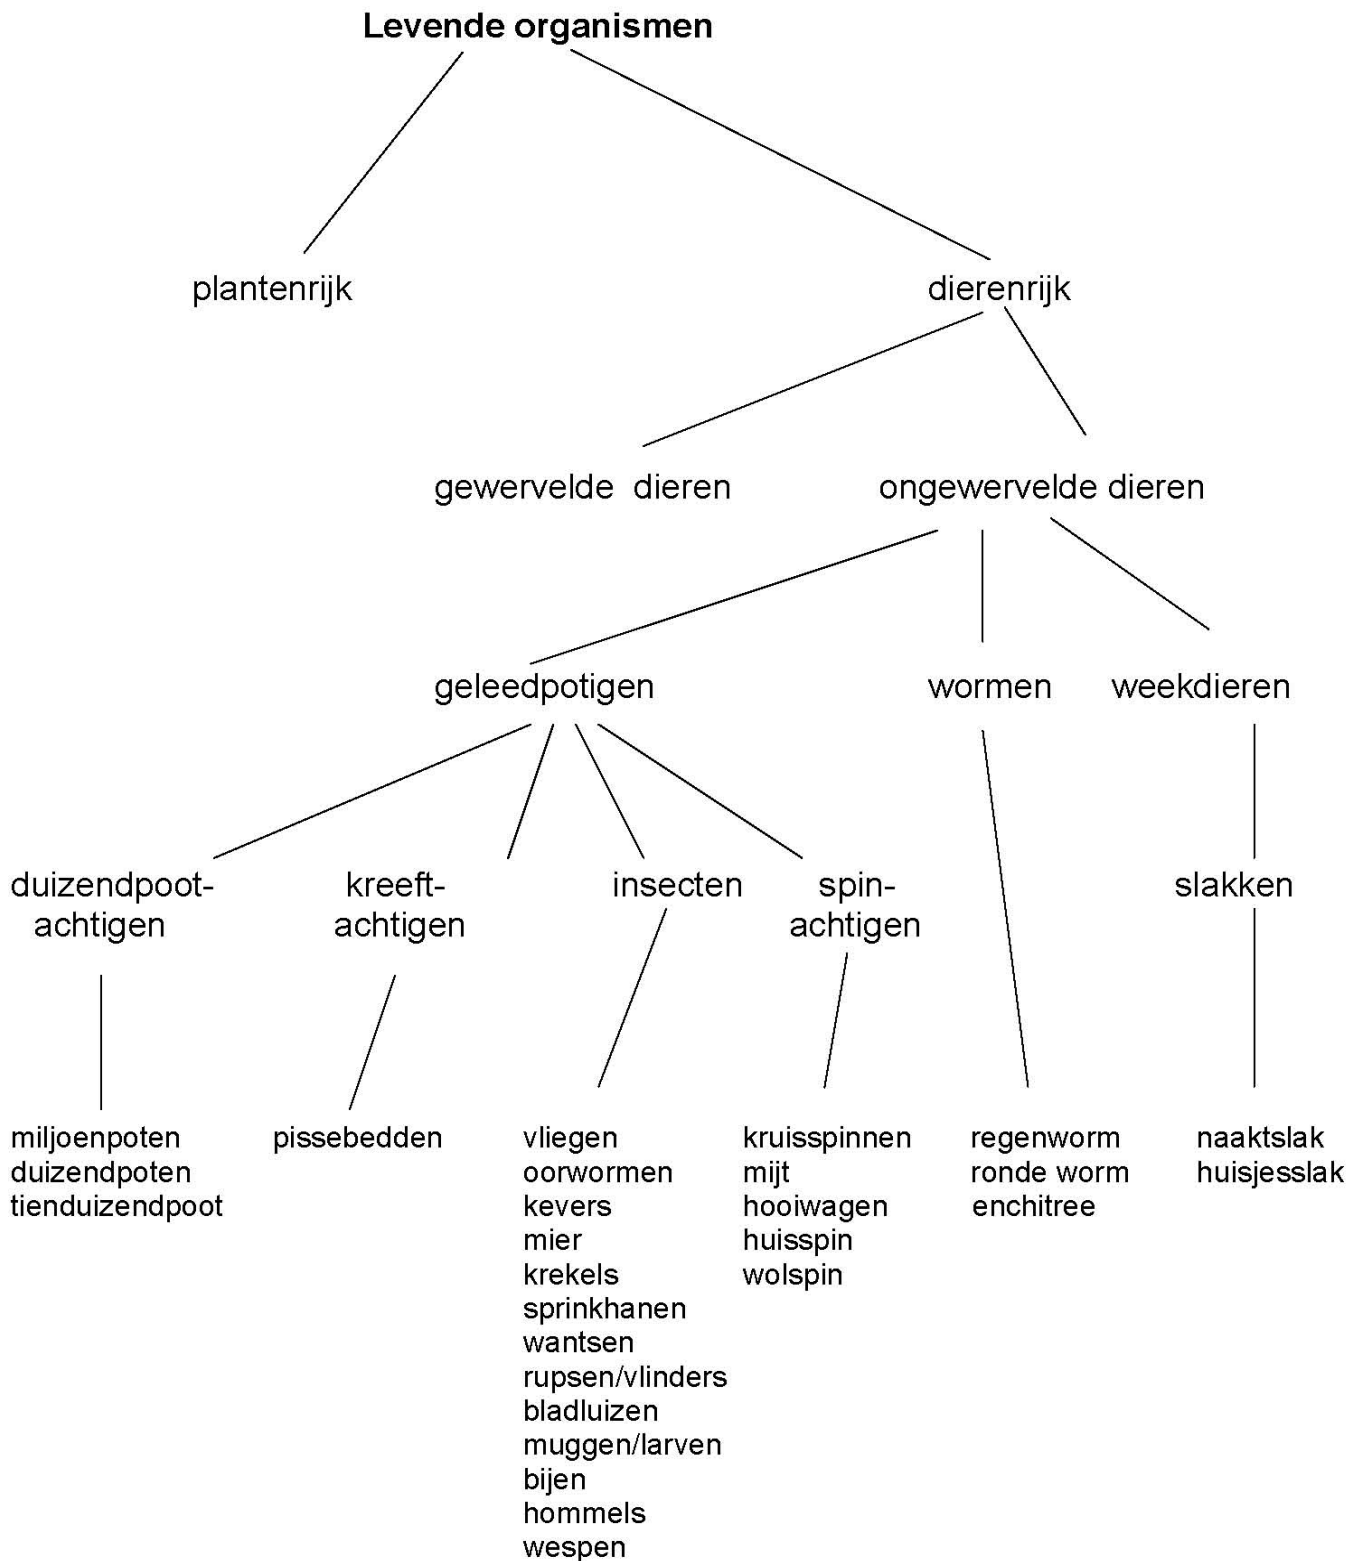 Levende organismen
plantenrijk
dierenrijk
gewervelde dieren
ongewervelde dieren
geleedpotigen
wormen
weekdieren
duizendpoot-
achtigen
kreeft-
achtigen
insecten
spin-
achtigen
slakken
miljoenpoten
duizendpoten
tienduizendpoot
pissebedden
vliegen
oorwormen
kevers
mier
krekels
sprinkhanen
wantsen
rupsen/vlinders
bladluizen
muggen/larven
bijen
hommels
wespen
kruisspinnen
mijt
hooiwagen
huisspin
wolspin
regenworm
ronde worm
enchitree
naaktslak
huisjesslak